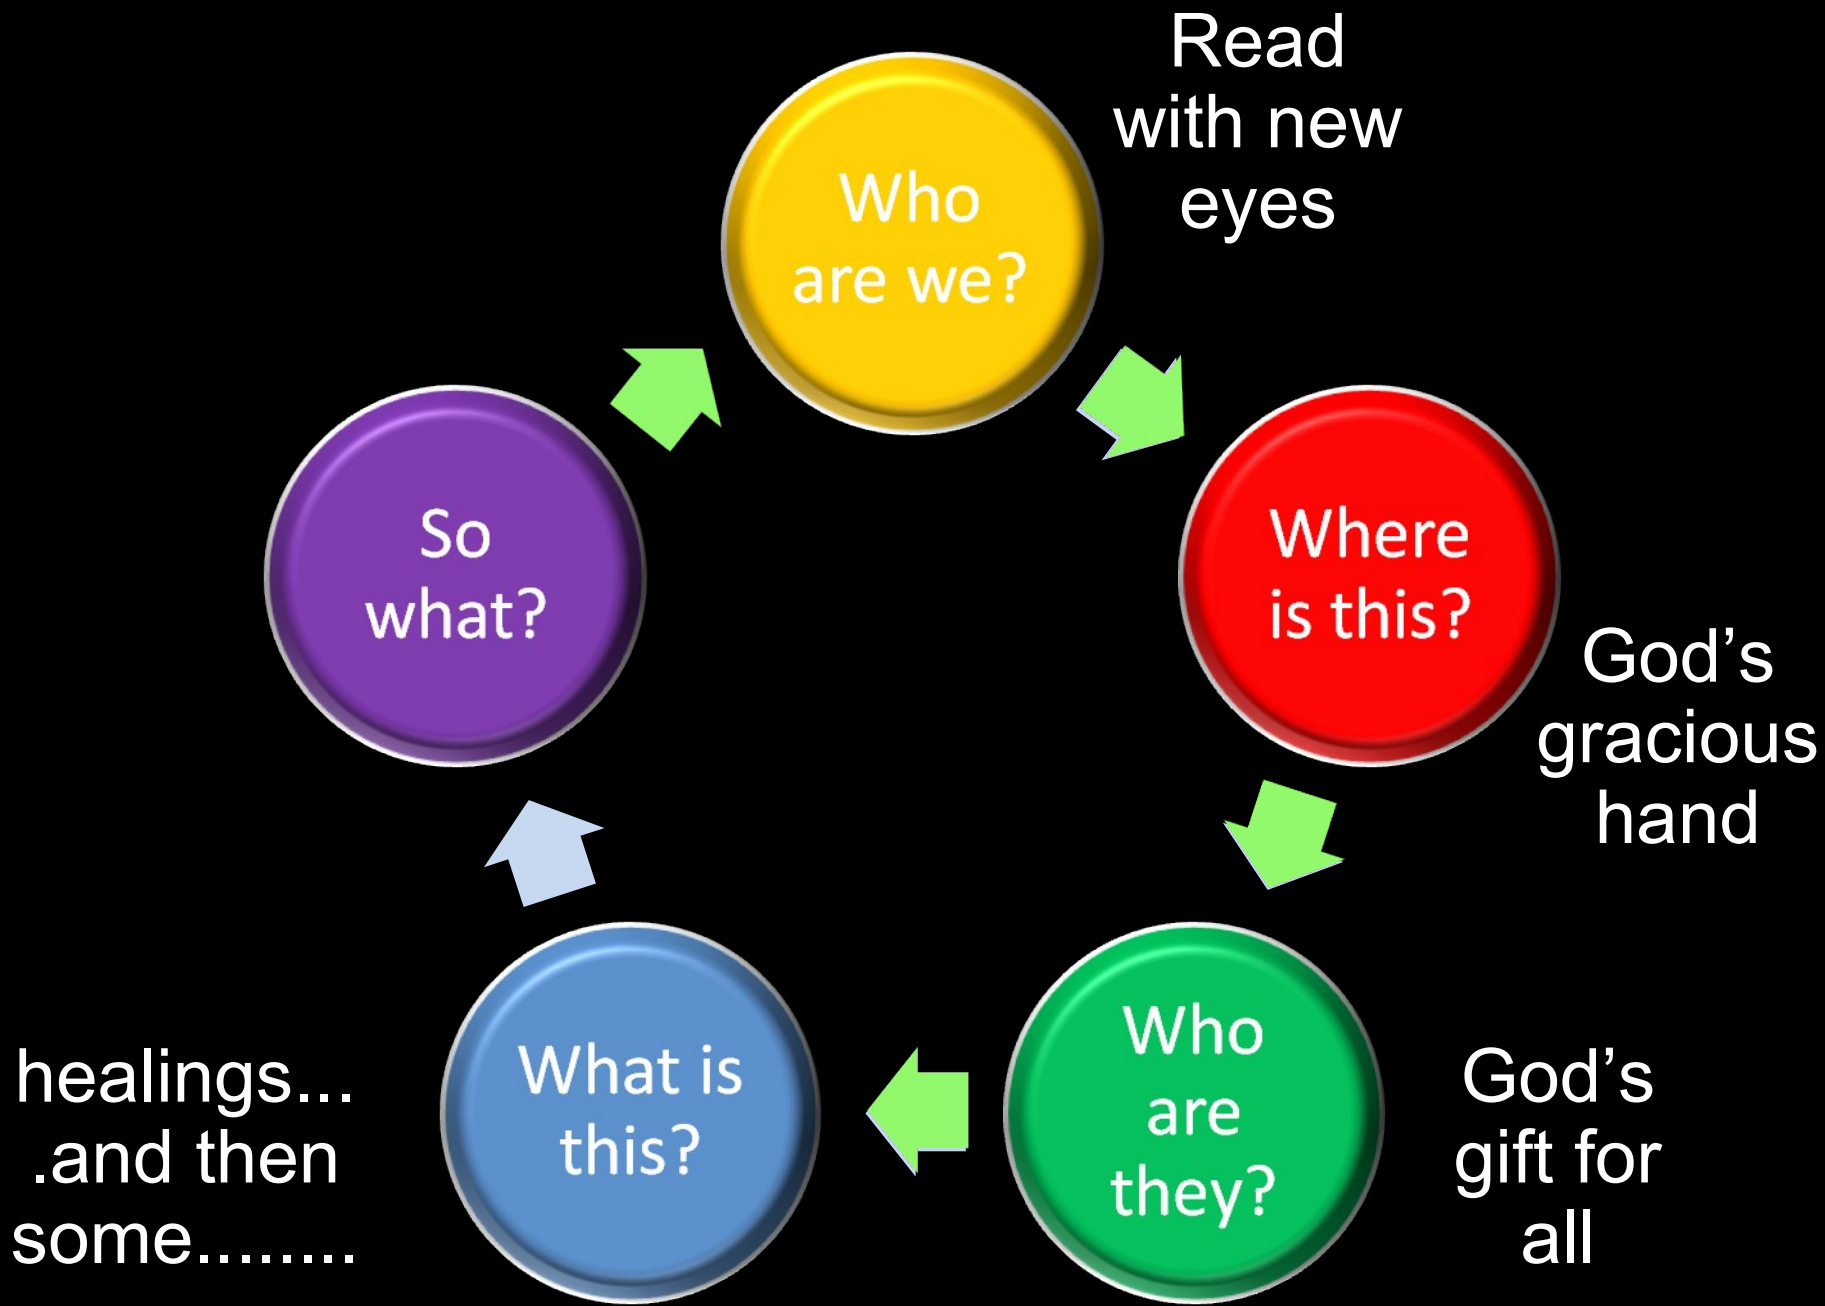 Read
with new
eyes
Who
are we?
Where
is this?
God’s
gracious
hand
Who
are
they?
God’s
gift for
all
What is
this?
healings...
.and then
some........
So
what?